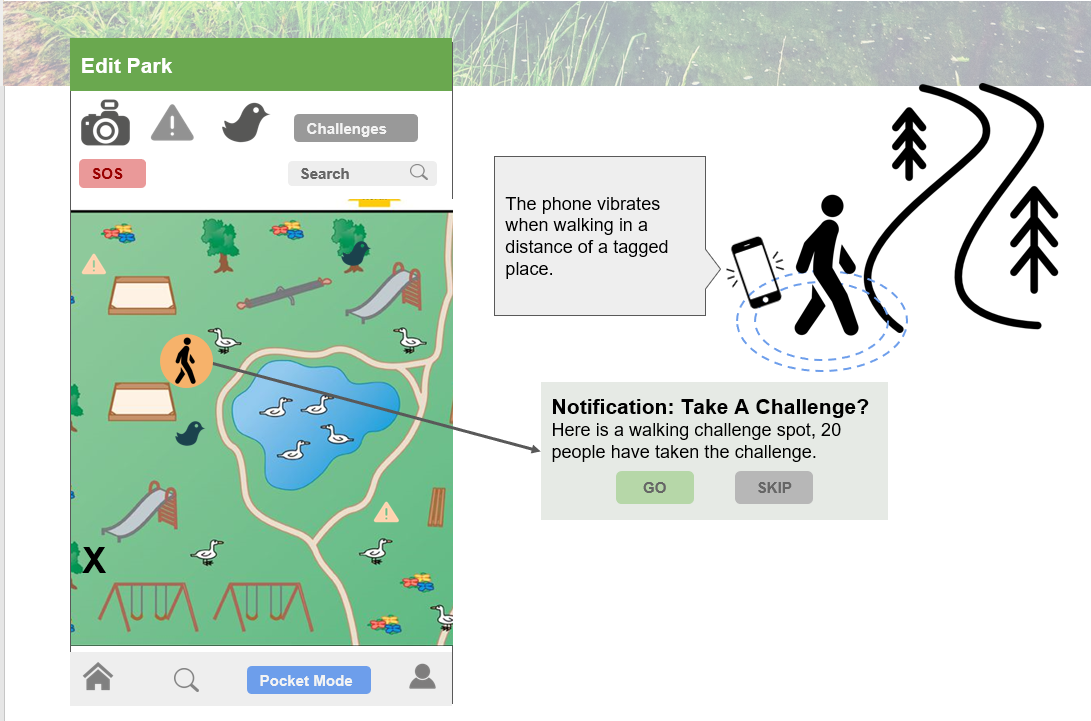 Edit Park
Challenges
SOS
Search
X
Pocket Mode
The phone vibrates
when walking in a
distance of a tagged
place.
Notification: Take A Challenge?
Here is a walking challenge spot, 20
people have taken the challenge.
GO
SKIP